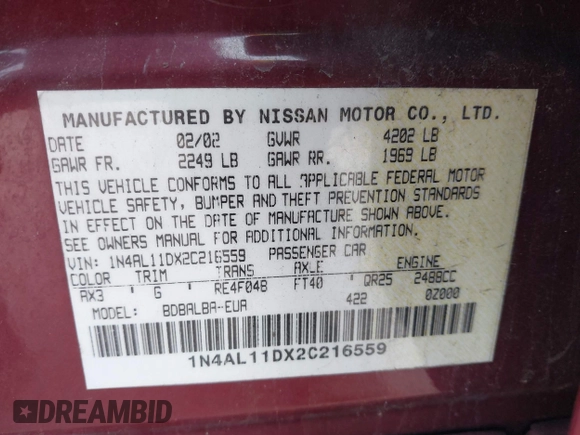 MANUFACTURED BY NISSAN MOTOR CO., LTD.
DATE 02/02 GVWR 4202 LB
GAWR FR. 2249 LB GAWR RR. 1969 LB
THIS VEHICLE CONFORMS TO ALL APPLICABLE FEDERAL MOTOR
VEHICLE SAFETY, BUMPER AND THEFT PREVENTION STANDARDS
IN EFFECT ON THE DATE OF MANUFACTURE SHOWN ABOVE.
SEE OWNERS MANUAL FOR ADDITIONAL INFORMATION
VIN: 1N4AL11DX2C216559 PASSENGER CAR
COLOR TRIM TRANS AXLE ENGINE
AX3 ' G ' RE4F04B FT40 ' QR25 2488CC
MODEL: BDBALBA-EUA 422 0Z000
1N4AL11DX2C216559
DREAMBID